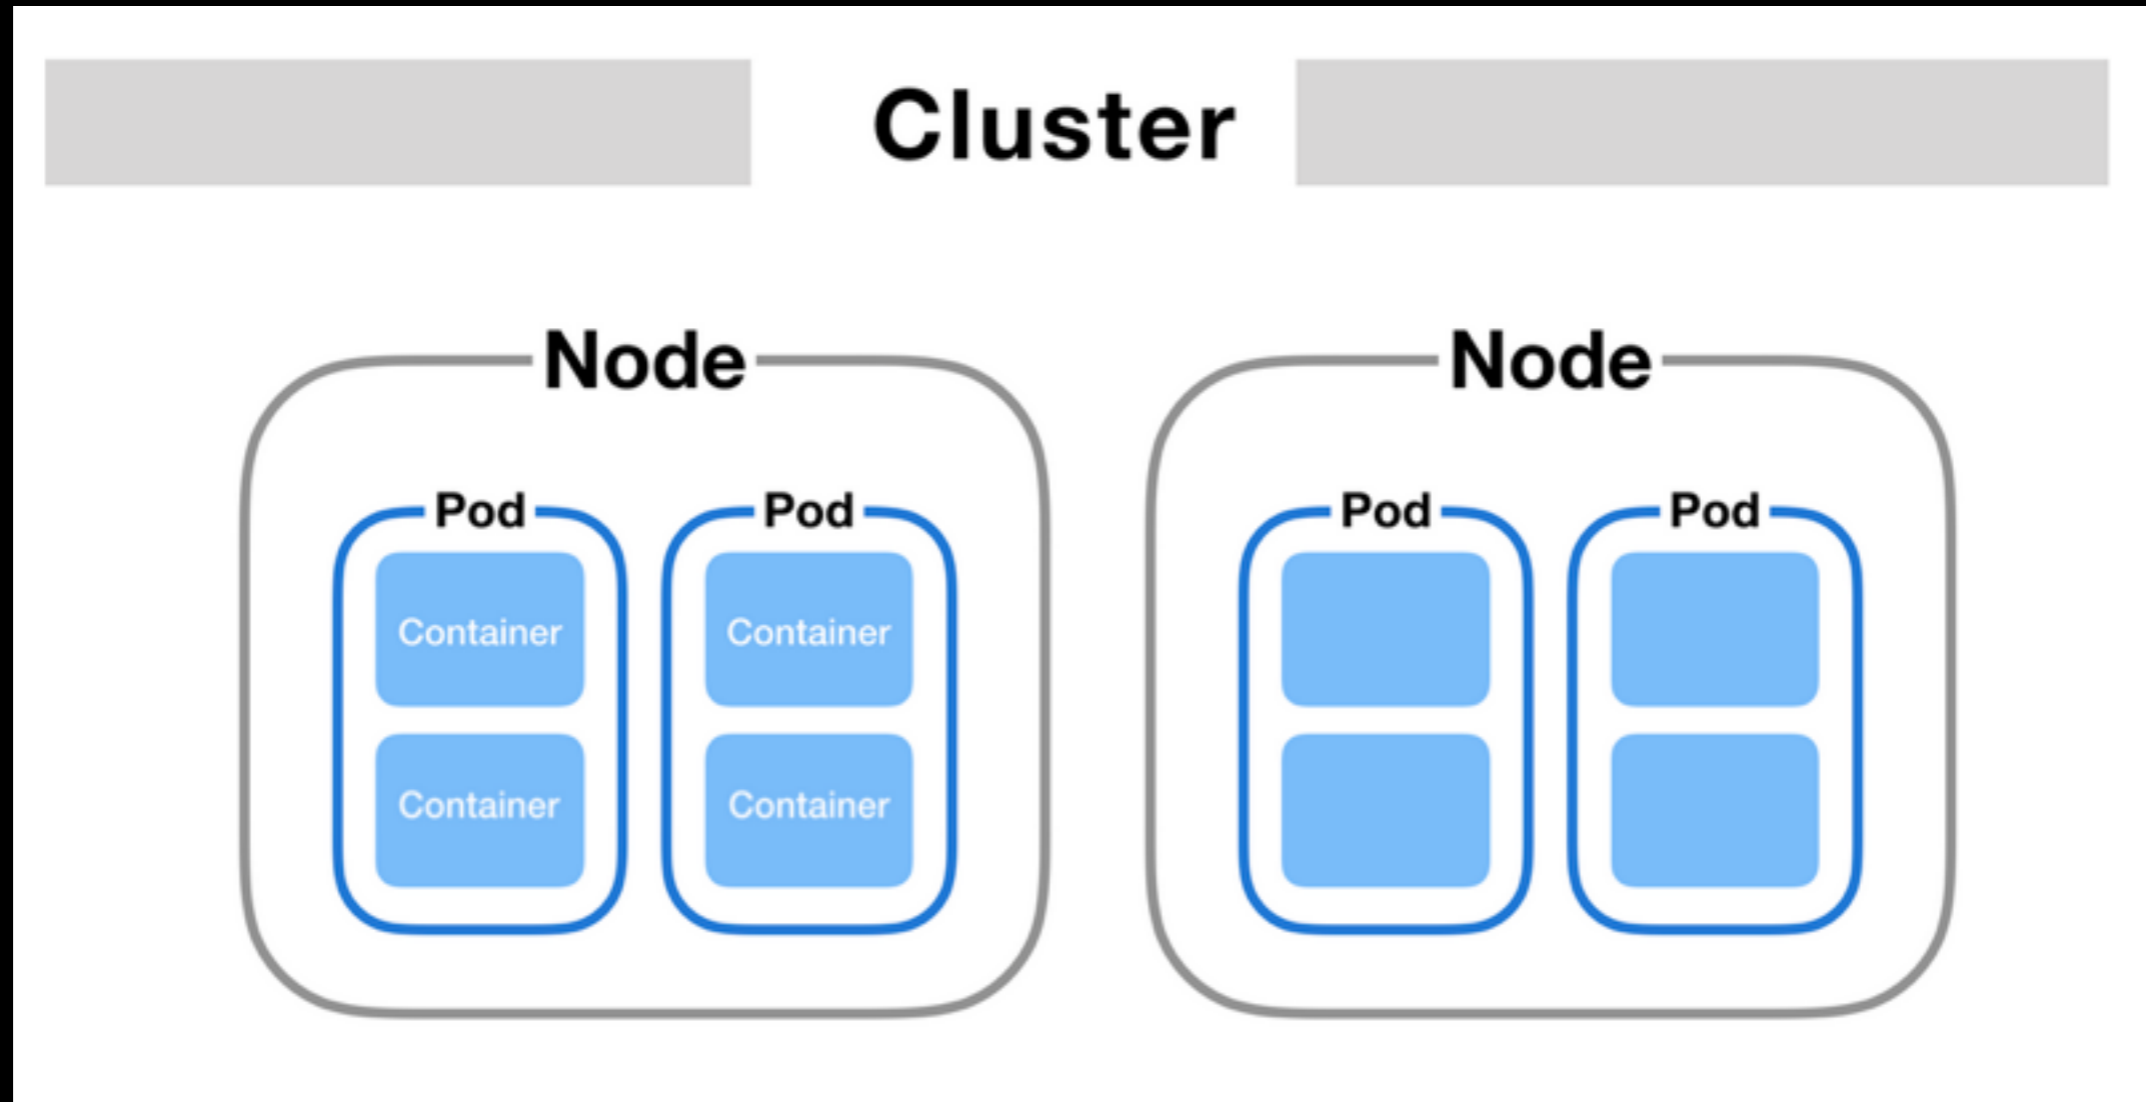 Cluster
Node Node
Pod Pod Pod Pod
Container Container
Container Container